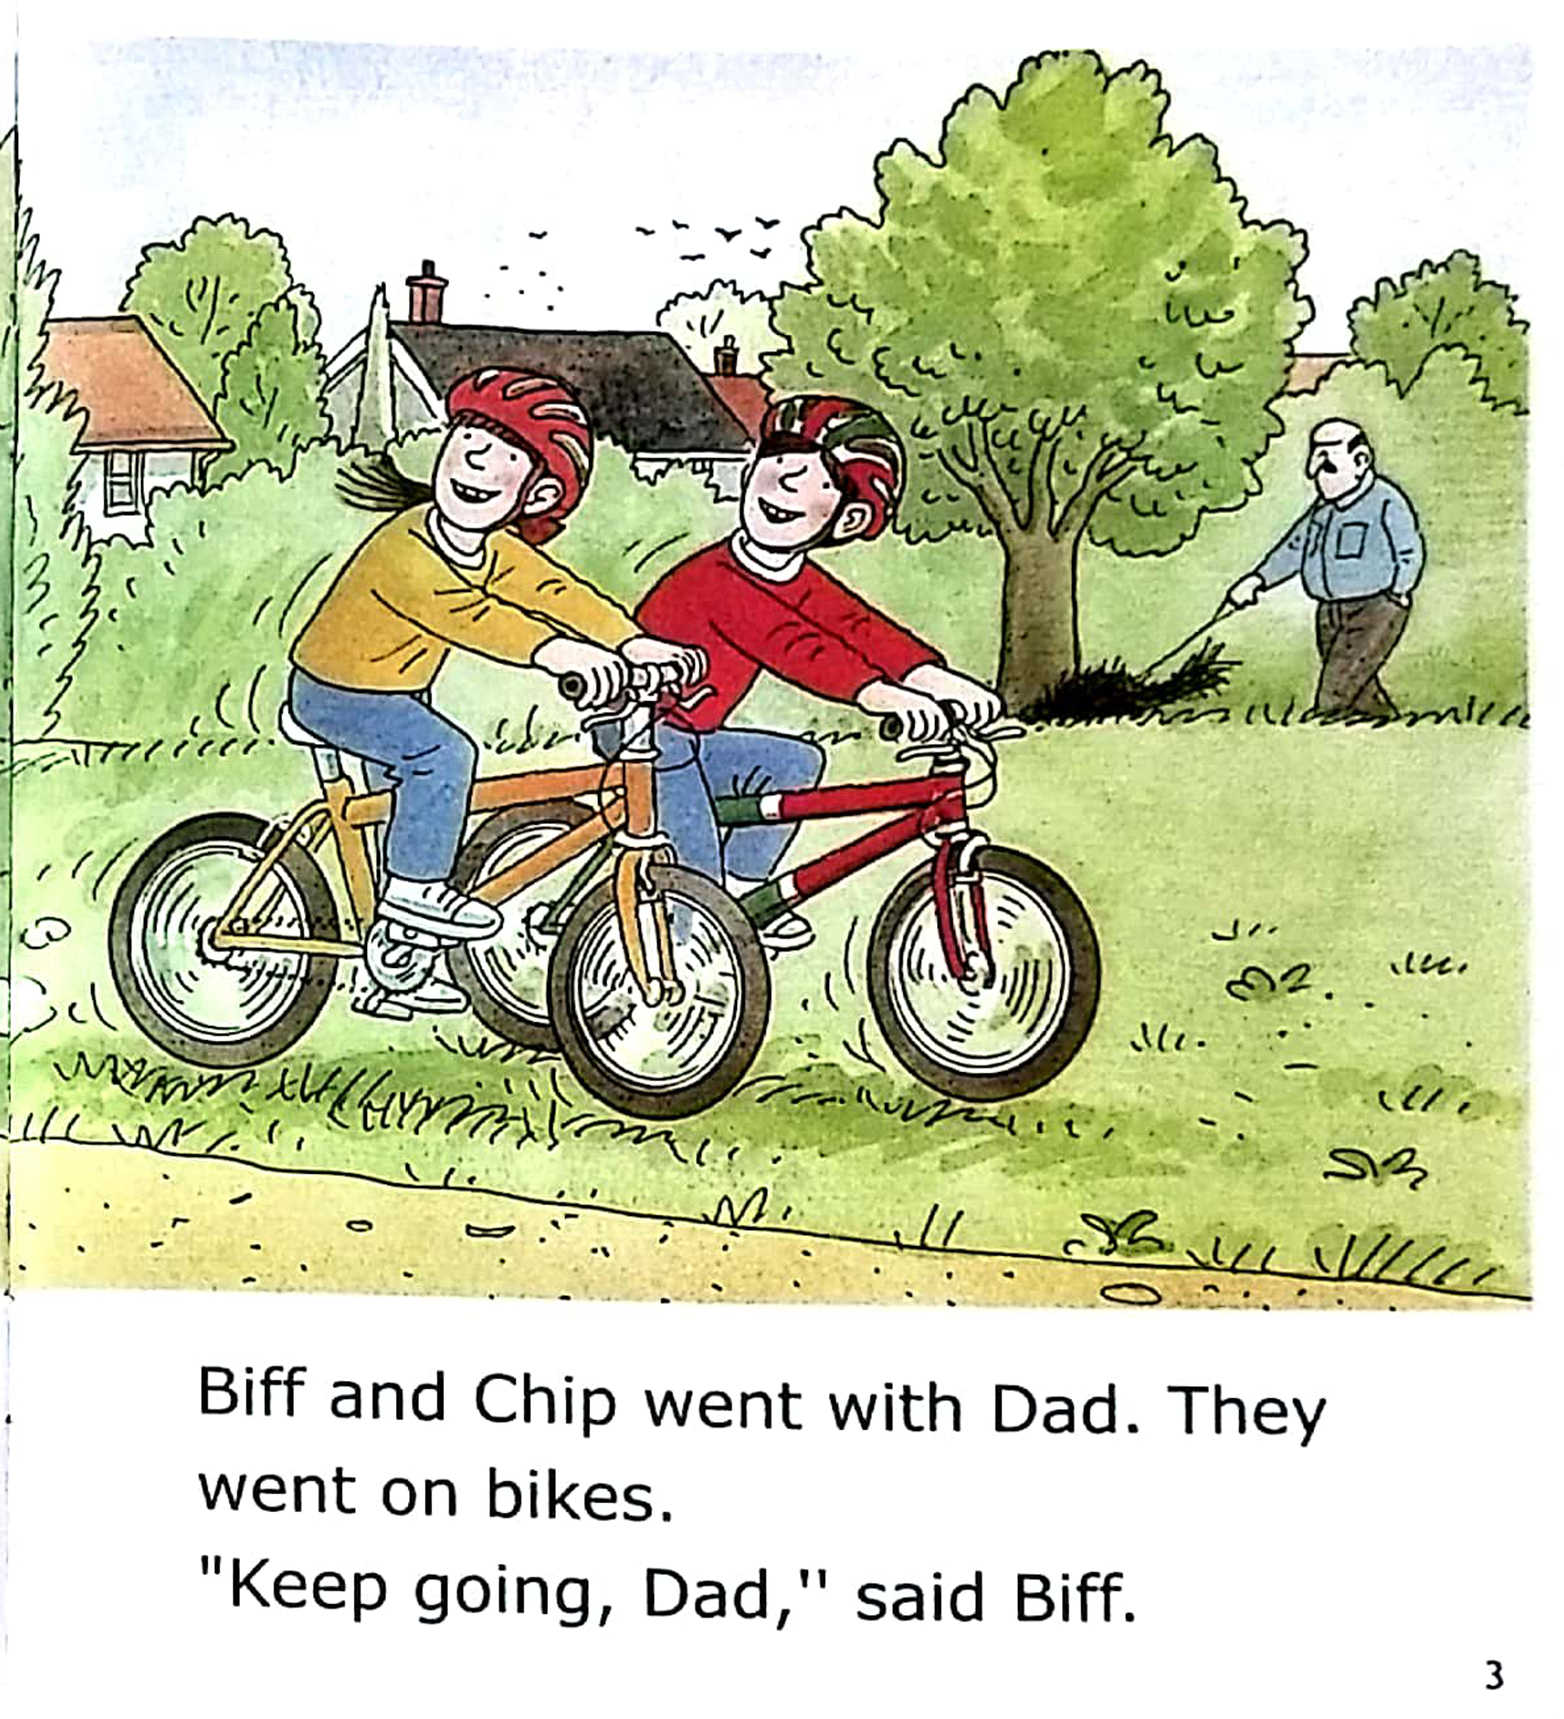 Biff and Chip went with Dad. They
went on bikes.
"Keep going, Dad," said Biff.
3